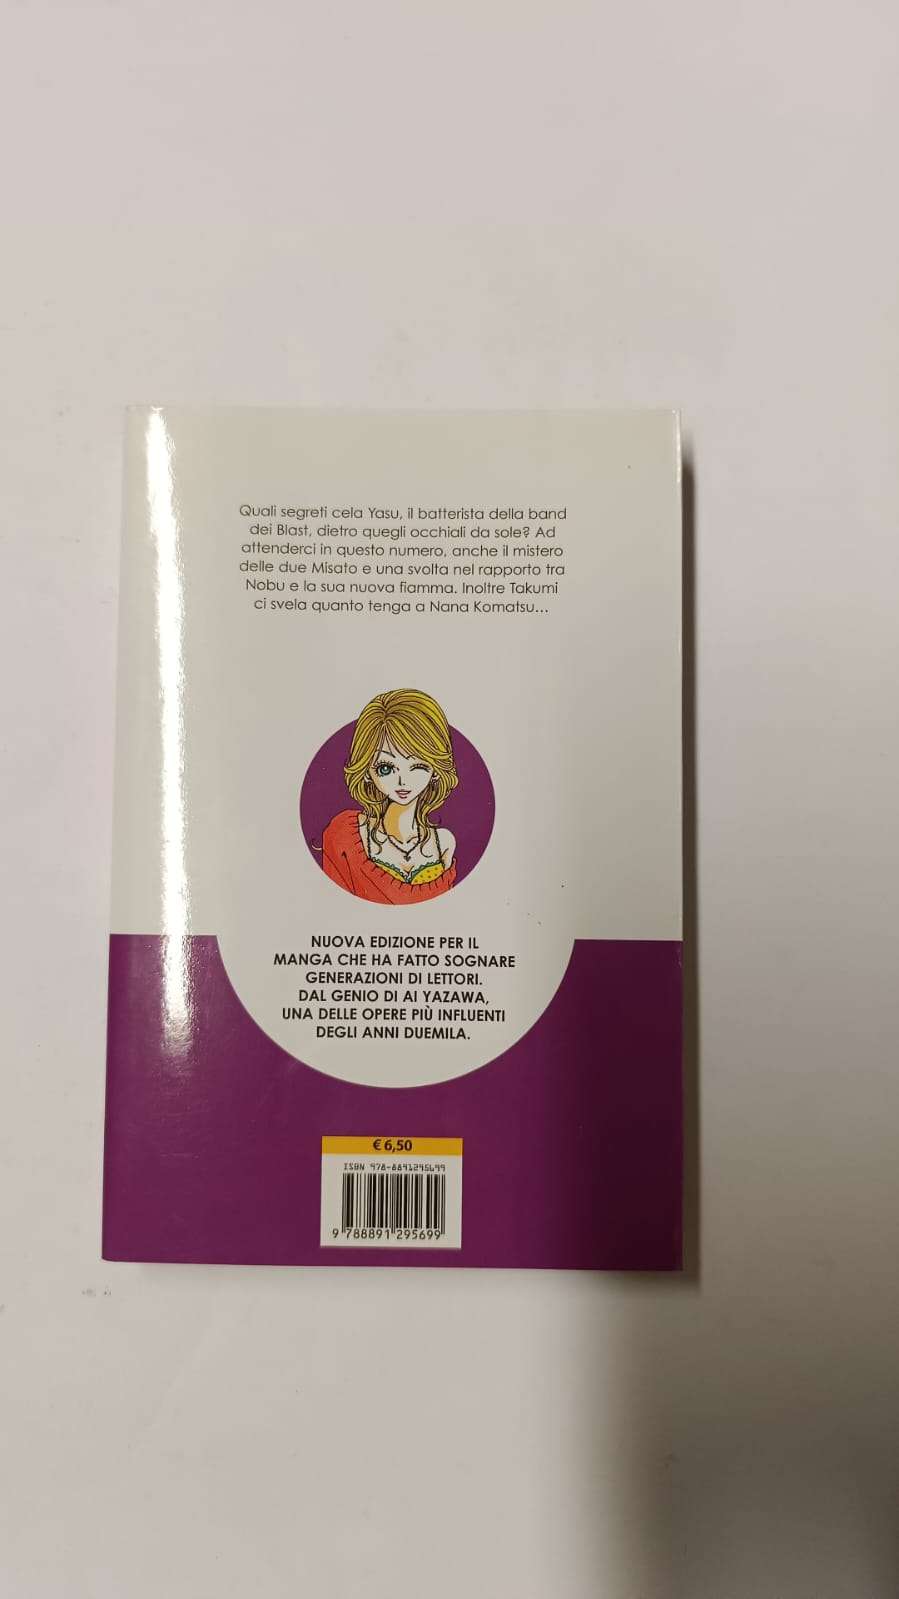 Quali segreti cela Yasu, il batterista della band
dei Blast, dietro quegli occhiali da sole? Ad
attenderci in questo numero, anche il mistero
delle due Misato e una svolta nel rapporto tra
Nobu e la sua nuova fiamma. Inoltre Takumi
ci svela quanto tenga a Nana Komatsu...
NUOVA EDIZIONE PER IL
MANGA CHE HA FATTO SOGNARE
GENERAZIONI DI LETTORI.
DAL GENIO DI AI YAZAWA,
UNA DELLE OPERE PIÙ INFLUENTI
DEGLI ANNI DUEMILA.
€ 6,50
ISBN 978-8891295699
9 788891 295699